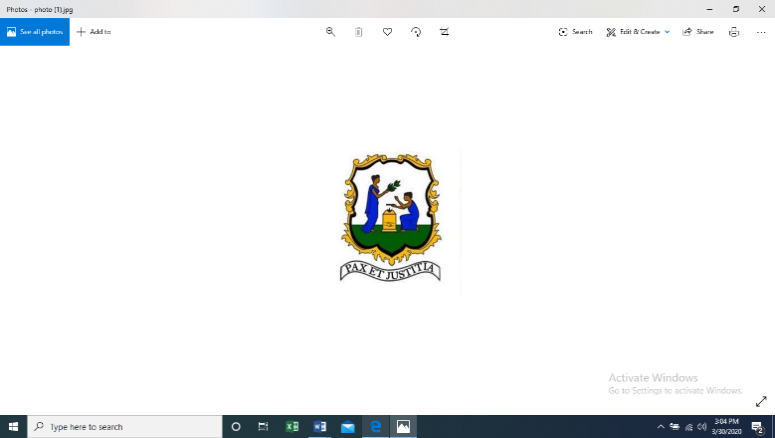 Photos - photo (1).jpg
See all photos
Add to
Search
Edit & Create
Share
PAX ET JUSTITIA
Activate Windows
Go to Settings to activate Windows.
Type here to search
3:04 PM
3/30/2020
2